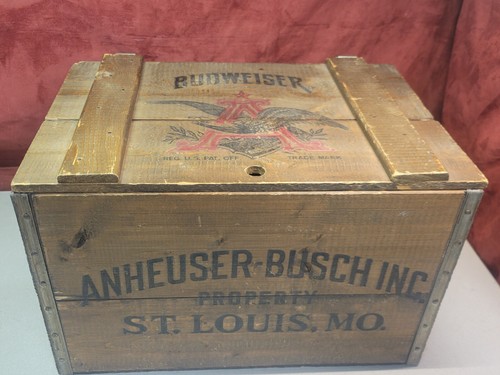 BUDWEISER
A
REG. U.S. PAT. OFF. TRADE MARK
ANHEUSER-BUSCH INC.
PROPERTY
ST. LOUIS, MO.